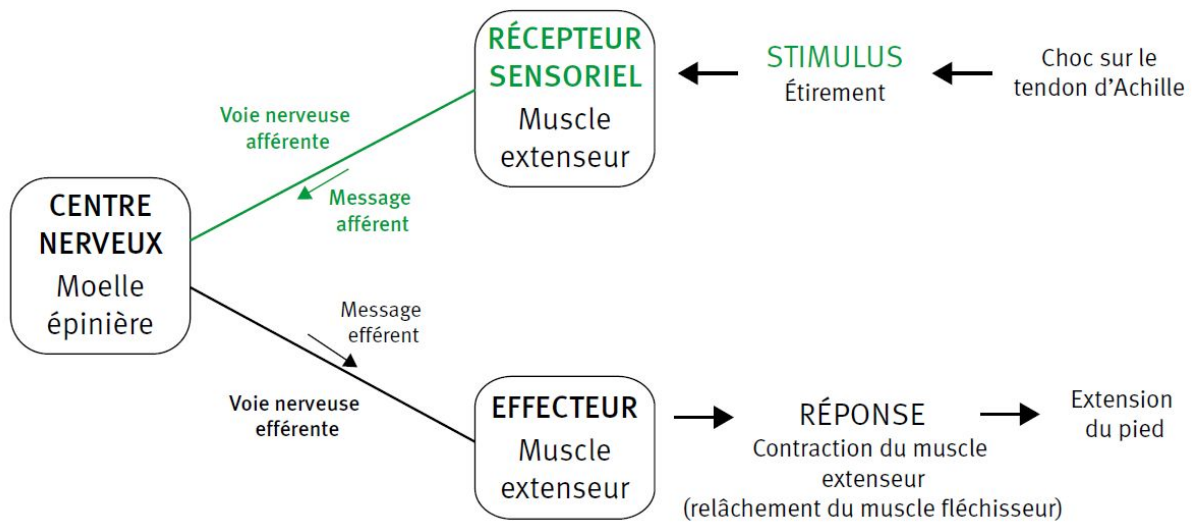 RÉCEPTEUR
SENSORIEL
Muscle
extenseur
STIMULUS
Étirement
Choc sur le
tendon d’Achille
Voie nerveuse
afférente
Message
afférent
CENTRE
NERVEUX
Moelle
épinière
Message
efférent
Voie nerveuse
efférente
EFFECTEUR
Muscle
extenseur
RÉPONSE
Contraction du muscle
extenseur
(relâchement du muscle fléchisseur)
Extension
du pied